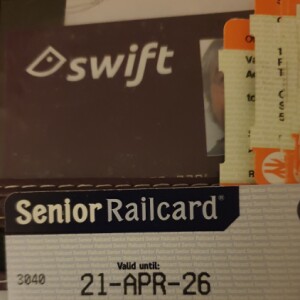 swift
Senior Railcard
Valid until:
3040
21-APR-26